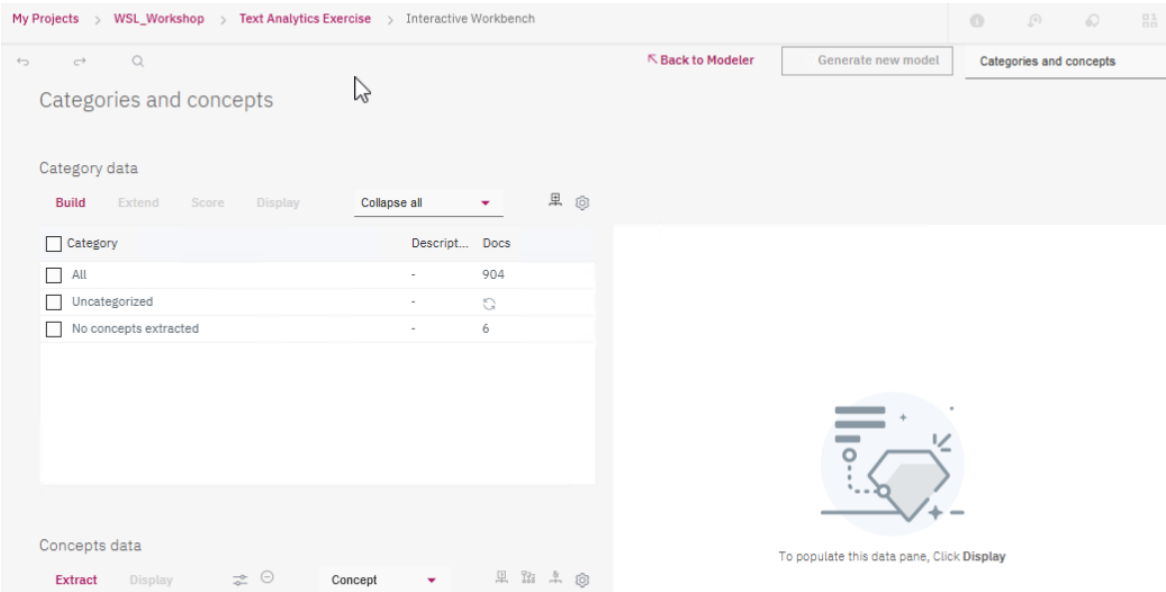 My Projects > WSL_Workshop > Text Analytics Exercise > Interactive Workbench
Back to Modeler Generate new model Categories and concepts
Categories and concepts
Category data
Build Extend Score Display Collapse all
Category Descript... Docs
All - 904
Uncategorized -
No concepts extracted - 6
To populate this data pane, Click Display
Concepts data
Extract Display Concept